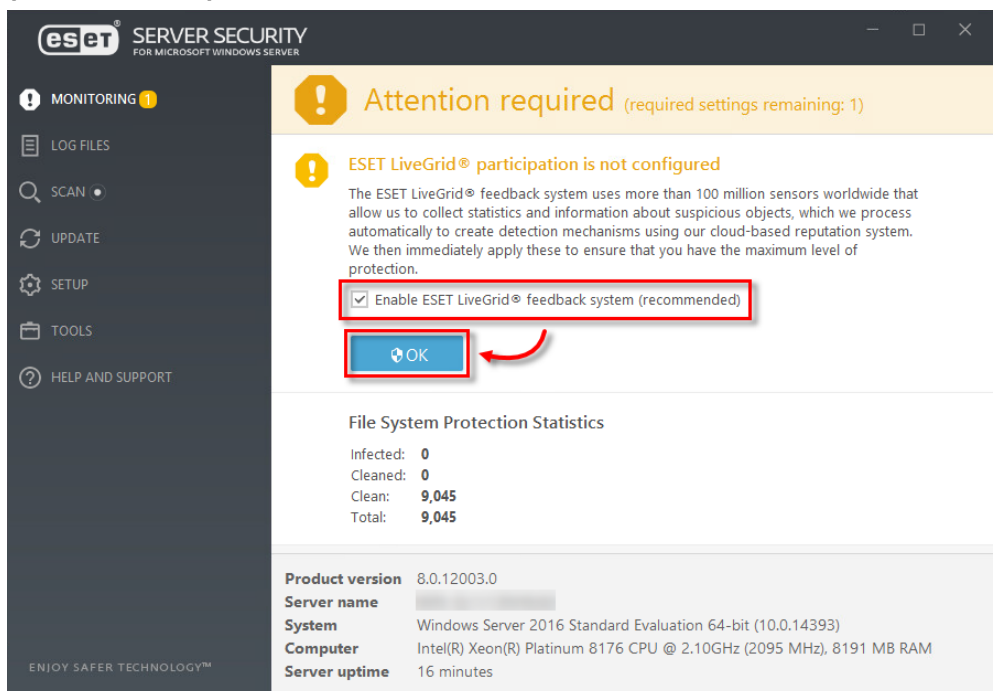 eset® SERVER SECURITY
FOR MICROSOFT WINDOWS SERVER
MONITORING 1
LOG FILES
SCAN
UPDATE
SETUP
TOOLS
HELP AND SUPPORT
ENJOY SAFER TECHNOLOGY™
Attention required (required settings remaining: 1)
ESET LiveGrid® participation is not configured
The ESET LiveGrid® feedback system uses more than 100 million sensors worldwide that
allow us to collect statistics and information about suspicious objects, which we process
automatically to create detection mechanisms using our cloud-based reputation system.
We then immediately apply these to ensure that you have the maximum level of
protection.
Enable ESET LiveGrid® feedback system (recommended)
OK
File System Protection Statistics
Infected: 0
Cleaned: 0
Clean: 9,045
Total: 9,045
Product version 8.0.12003.0
Server name
System Windows Server 2016 Standard Evaluation 64-bit (10.0.14393)
Computer Intel(R) Xeon(R) Platinum 8176 CPU @ 2.10GHz (2095 MHz), 8191 MB RAM
Server uptime 16 minutes